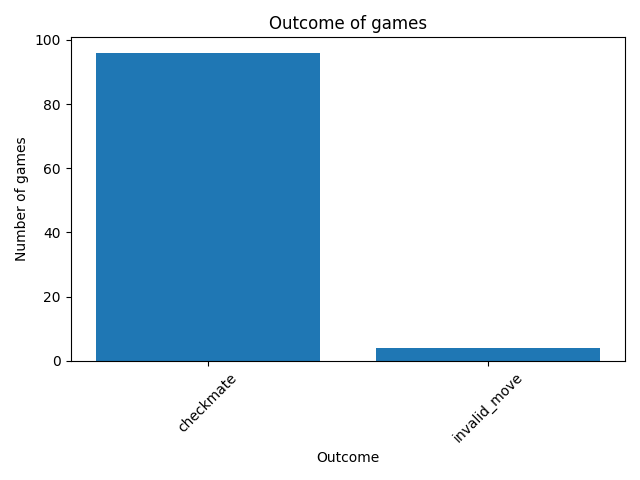 Outcome of games
Number of games
100
80
60
40
20
0
checkmate
invalid_move
Outcome